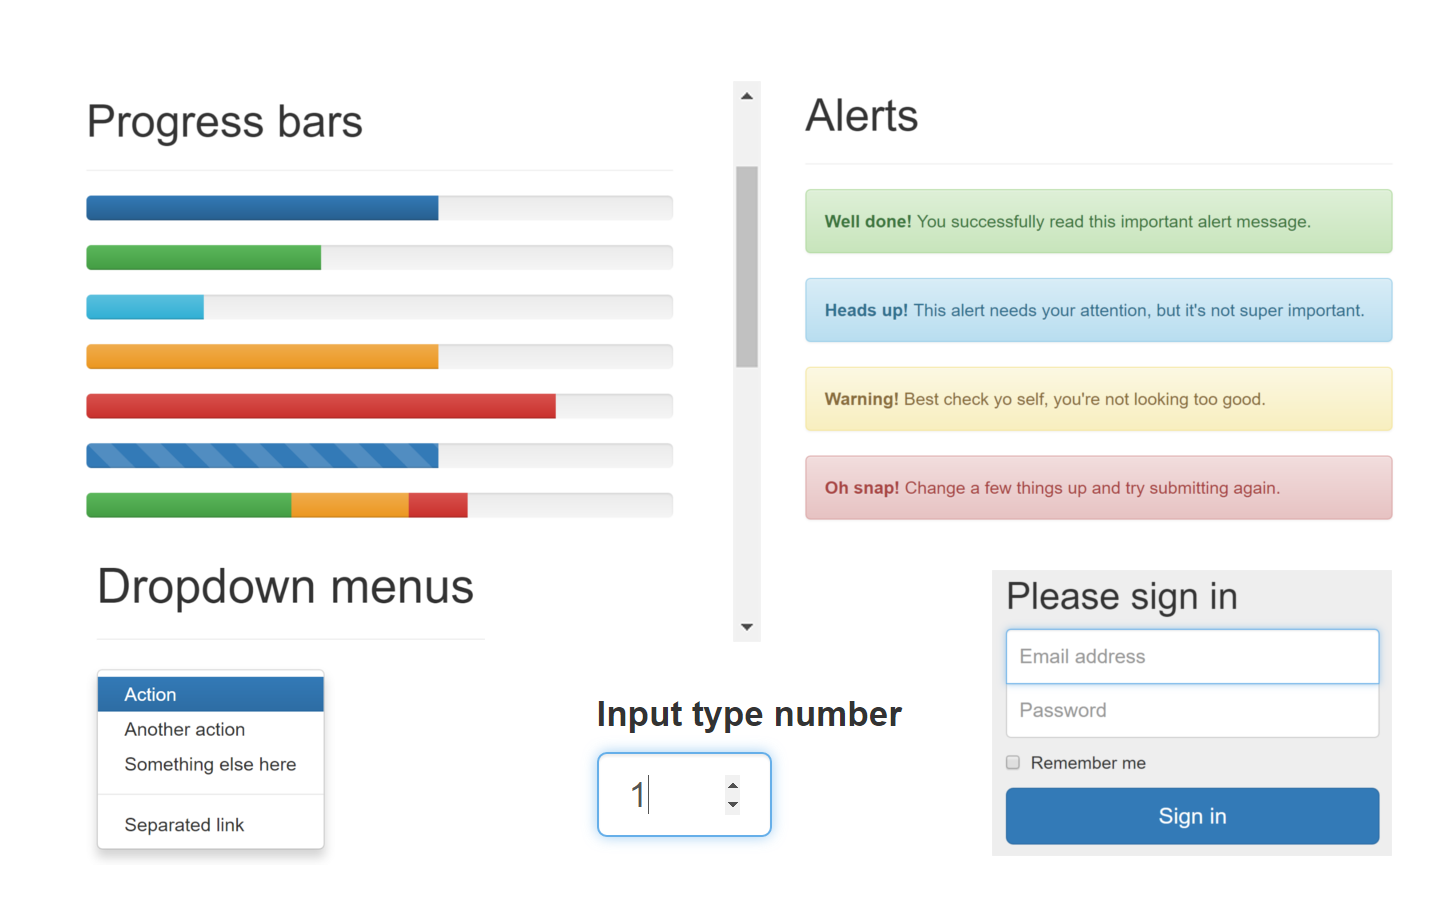 Progress bars
Alerts
Well done! You successfully read this important alert message.
Heads up! This alert needs your attention, but it's not super important.
Warning! Best check yo self, you're not looking too good.
Oh snap! Change a few things up and try submitting again.
Dropdown menus
Action
Another action
Something else here
Separated link
Input type number
1
Please sign in
Email address
Password
Remember me
Sign in